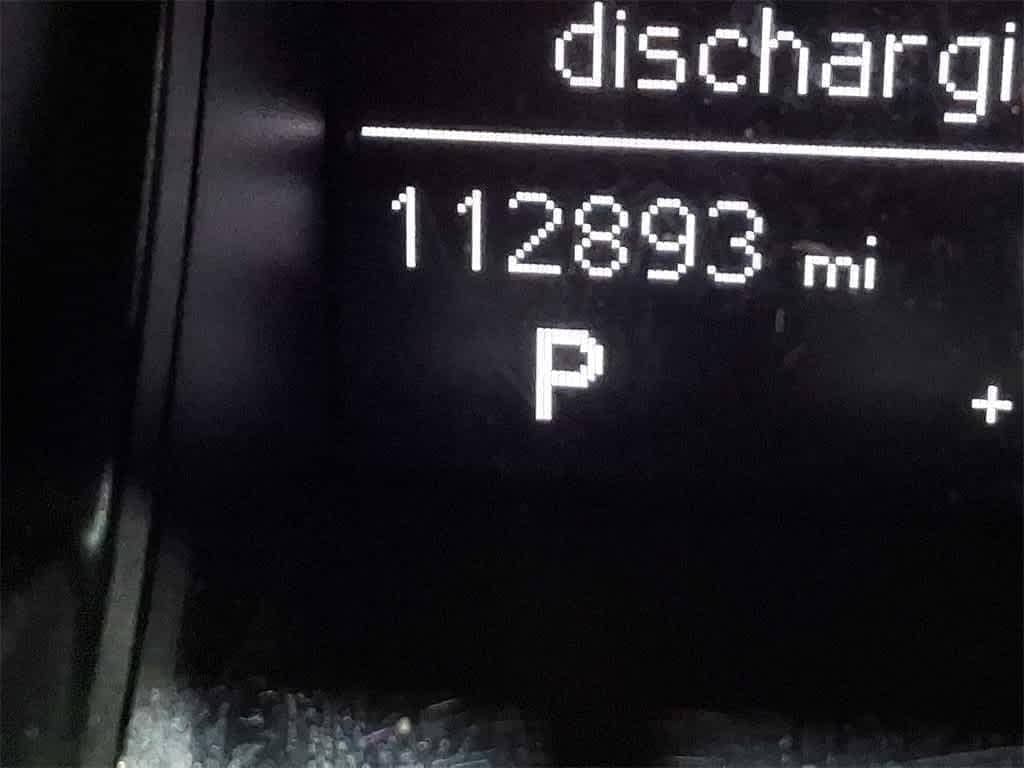 dischargi
112893 mi
P +